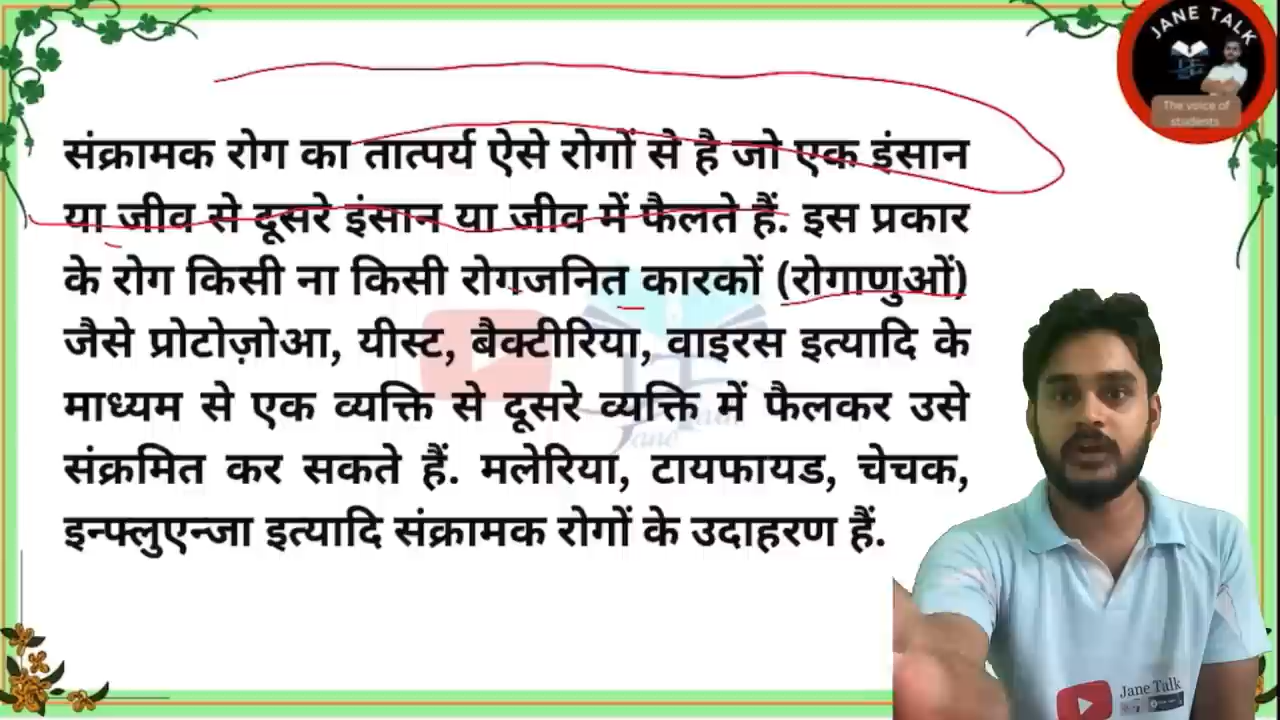 JANE TALK
The voice of
students
संक्रामक रोग का तात्पर्य ऐसे रोगों से है जो एक इंसान
या जीव से दूसरे इंसान या जीव में फैलते हैं. इस प्रकार
के रोग किसी ना किसी रोगजनित कारकों (रोगाणुओं)
जैसे प्रोटोज़ोआ, यीस्ट, बैक्टीरिया, वाइरस इत्यादि के
माध्यम से एक व्यक्ति से दूसरे व्यक्ति में फैलकर उसे
संक्रमित कर सकते हैं. मलेरिया, टायफायड, चेचक,
इन्फ्लुएन्जा इत्यादि संक्रामक रोगों के उदाहरण हैं.
Jane Talk